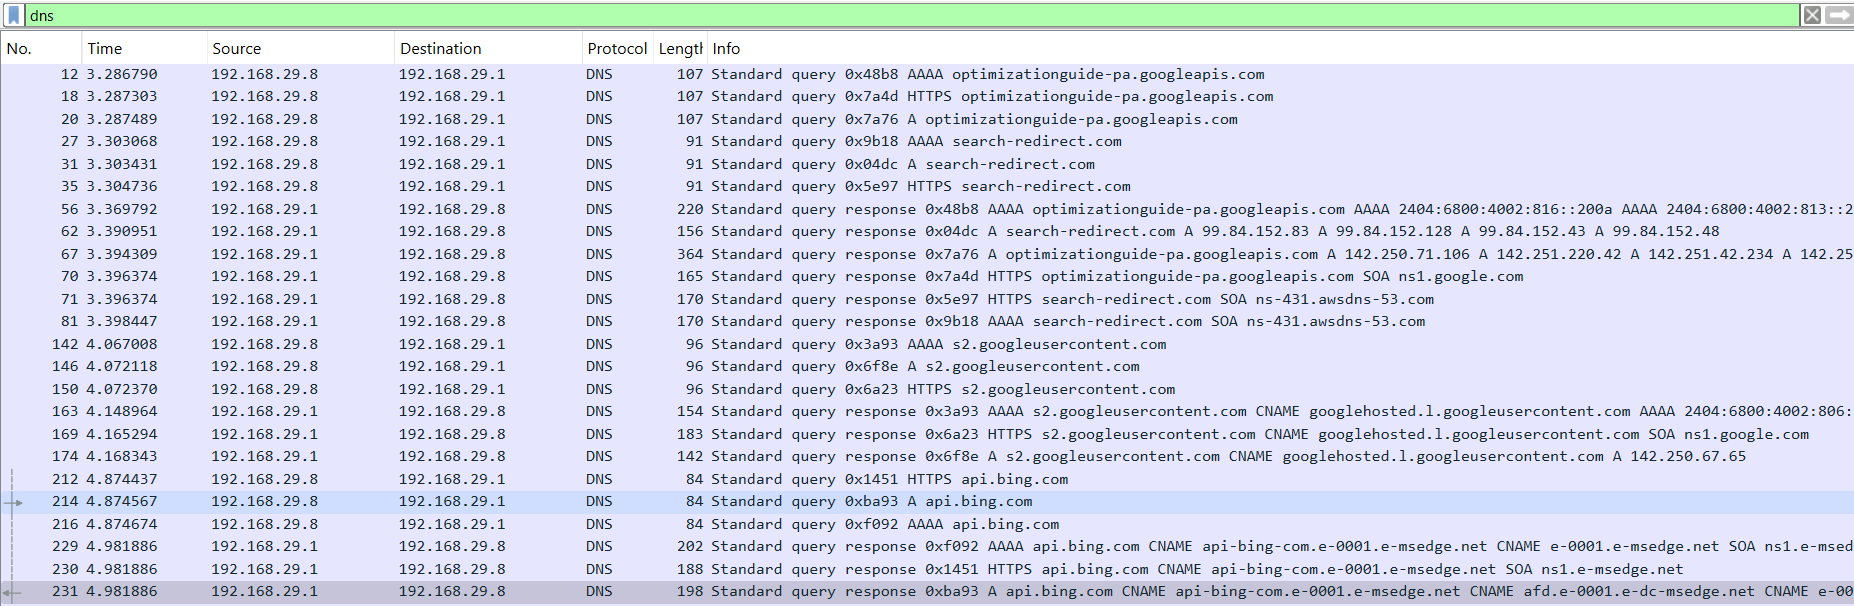 dns
No. Time Source Destination Protocol Length Info
12 3.286790 192.168.29.8 192.168.29.1 DNS 107 Standard query 0x48b8 AAAA optimizationguide-pa.googleapis.com
18 3.287303 192.168.29.8 192.168.29.1 DNS 107 Standard query 0x7a4d HTTPS optimizationguide-pa.googleapis.com
20 3.287489 192.168.29.8 192.168.29.1 DNS 107 Standard query 0x7a76 A optimizationguide-pa.googleapis.com
27 3.303068 192.168.29.8 192.168.29.1 DNS 91 Standard query 0x9b18 AAAA search-redirect.com
31 3.303431 192.168.29.8 192.168.29.1 DNS 91 Standard query 0x04dc A search-redirect.com
35 3.304736 192.168.29.8 192.168.29.1 DNS 91 Standard query 0x5e97 HTTPS search-redirect.com
56 3.369792 192.168.29.1 192.168.29.8 DNS 220 Standard query response 0x48b8 AAAA optimizationguide-pa.googleapis.com AAAA 2404:6800:4002:816::200a AAAA 2404:6800:4002:813::2
62 3.390951 192.168.29.1 192.168.29.8 DNS 156 Standard query response 0x04dc A search-redirect.com A 99.84.152.83 A 99.84.152.128 A 99.84.152.43 A 99.84.152.48
67 3.394309 192.168.29.1 192.168.29.8 DNS 364 Standard query response 0x7a76 A optimizationguide-pa.googleapis.com A 142.250.71.106 A 142.251.220.42 A 142.251.42.234 A 142.25
70 3.396374 192.168.29.1 192.168.29.8 DNS 165 Standard query response 0x7a4d HTTPS optimizationguide-pa.googleapis.com SOA ns1.google.com
71 3.396374 192.168.29.1 192.168.29.8 DNS 170 Standard query response 0x5e97 HTTPS search-redirect.com SOA ns-431.awsdns-53.com
81 3.398447 192.168.29.1 192.168.29.8 DNS 170 Standard query response 0x9b18 AAAA search-redirect.com SOA ns-431.awsdns-53.com
142 4.067008 192.168.29.8 192.168.29.1 DNS 96 Standard query 0x3a93 AAAA s2.googleusercontent.com
146 4.072118 192.168.29.8 192.168.29.1 DNS 96 Standard query 0x6f8e A s2.googleusercontent.com
150 4.072370 192.168.29.8 192.168.29.1 DNS 96 Standard query 0x6a23 HTTPS s2.googleusercontent.com
163 4.148964 192.168.29.1 192.168.29.8 DNS 154 Standard query response 0x3a93 AAAA s2.googleusercontent.com CNAME googlehosted.l.googleusercontent.com AAAA 2404:6800:4002:806:
169 4.165294 192.168.29.1 192.168.29.8 DNS 183 Standard query response 0x6a23 HTTPS s2.googleusercontent.com CNAME googlehosted.l.googleusercontent.com SOA ns1.google.com
174 4.168343 192.168.29.1 192.168.29.8 DNS 142 Standard query response 0x6f8e A s2.googleusercontent.com CNAME googlehosted.l.googleusercontent.com A 142.250.67.65
212 4.874437 192.168.29.8 192.168.29.1 DNS 84 Standard query 0x1451 HTTPS api.bing.com
214 4.874567 192.168.29.8 192.168.29.1 DNS 84 Standard query 0xba93 A api.bing.com
216 4.874674 192.168.29.8 192.168.29.1 DNS 84 Standard query 0xf092 AAAA api.bing.com
229 4.981886 192.168.29.1 192.168.29.8 DNS 202 Standard query response 0xf092 AAAA api.bing.com CNAME api-bing-com.e-0001.e-msedge.net CNAME e-0001.e-msedge.net SOA ns1.e-msed
230 4.981886 192.168.29.1 192.168.29.8 DNS 188 Standard query response 0x1451 HTTPS api.bing.com CNAME api-bing-com.e-0001.e-msedge.net SOA ns1.e-msedge.net
231 4.981886 192.168.29.1 192.168.29.8 DNS 198 Standard query response 0xba93 A api.bing.com CNAME api-bing-com.e-0001.e-msedge.net CNAME afd.e-0001.e-dc-msedge.net CNAME e-00